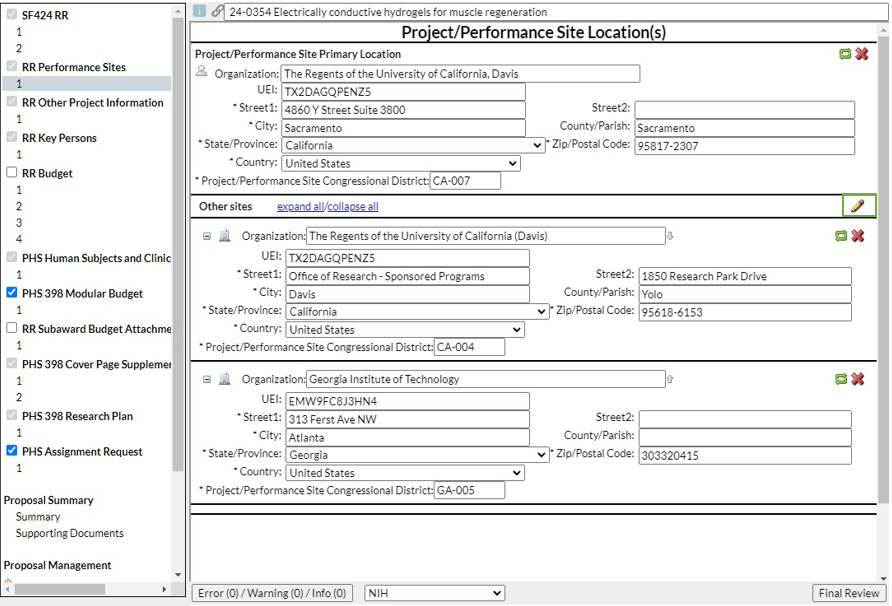 SF424 RR
1
2
RR Performance Sites
1
RR Other Project Information
1
RR Key Persons
1
RR Budget
1
2
3
4
PHS Human Subjects and Clinic
1
PHS 398 Modular Budget
1
RR Subaward Budget Attachme
1
PHS 398 Cover Page Supplemer
1
2
PHS 398 Research Plan
1
PHS Assignment Request
1
Proposal Summary
Summary
Supporting Documents
Proposal Management
24-0354 Electrically conductive hydrogels for muscle regeneration
Project/Performance Site Location(s)
Project/Performance Site Primary Location
Organization: The Regents of the University of California, Davis
UEI: TX2DAGQPENZ5
* Street1: 4860 Y Street Suite 3800 Street2:
* City: Sacramento County/Parish: Sacramento
* State/Province: California * Zip/Postal Code: 95817-2307
* Country: United States
* Project/Performance Site Congressional District: CA-007
Other sites expand all/collapse all
Organization: The Regents of the University of California (Davis)
UEI: TX2DAGQPENZ5
* Street1: Office of Research - Sponsored Programs Street2: 1850 Research Park Drive
* City: Davis County/Parish: Yolo
* State/Province: California * Zip/Postal Code: 95618-6153
* Country: United States
* Project/Performance Site Congressional District: CA-004
Organization: Georgia Institute of Technology
UEI: EMW9FC8J3HN4
* Street1: 313 Ferst Ave NW Street2:
* City: Atlanta County/Parish:
* State/Province: Georgia * Zip/Postal Code: 303320415
* Country: United States
* Project/Performance Site Congressional District: GA-005
Error (0) / Warning (0) / Info (0) NIH Final Review